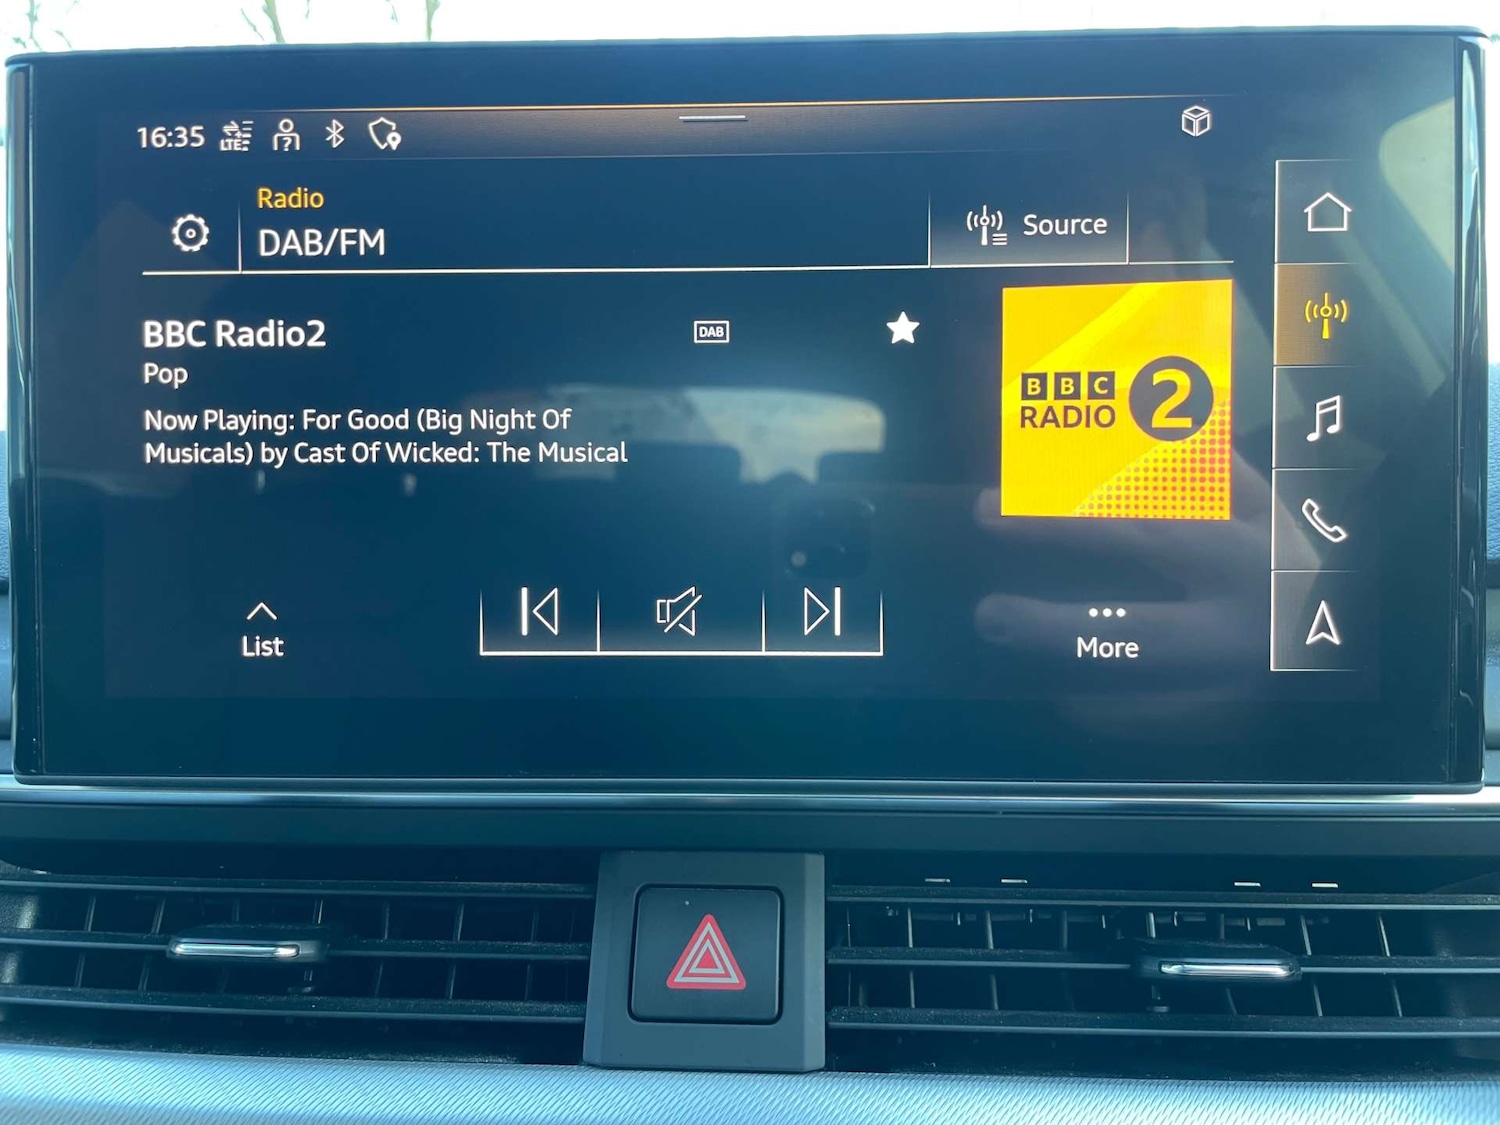 16:35 LTE
Radio
DAB/FM
Source
BBC Radio2
DAB
Pop
Now Playing: For Good (Big Night Of
Musicals) by Cast Of Wicked: The Musical
BBC
RADIO 2
List
More